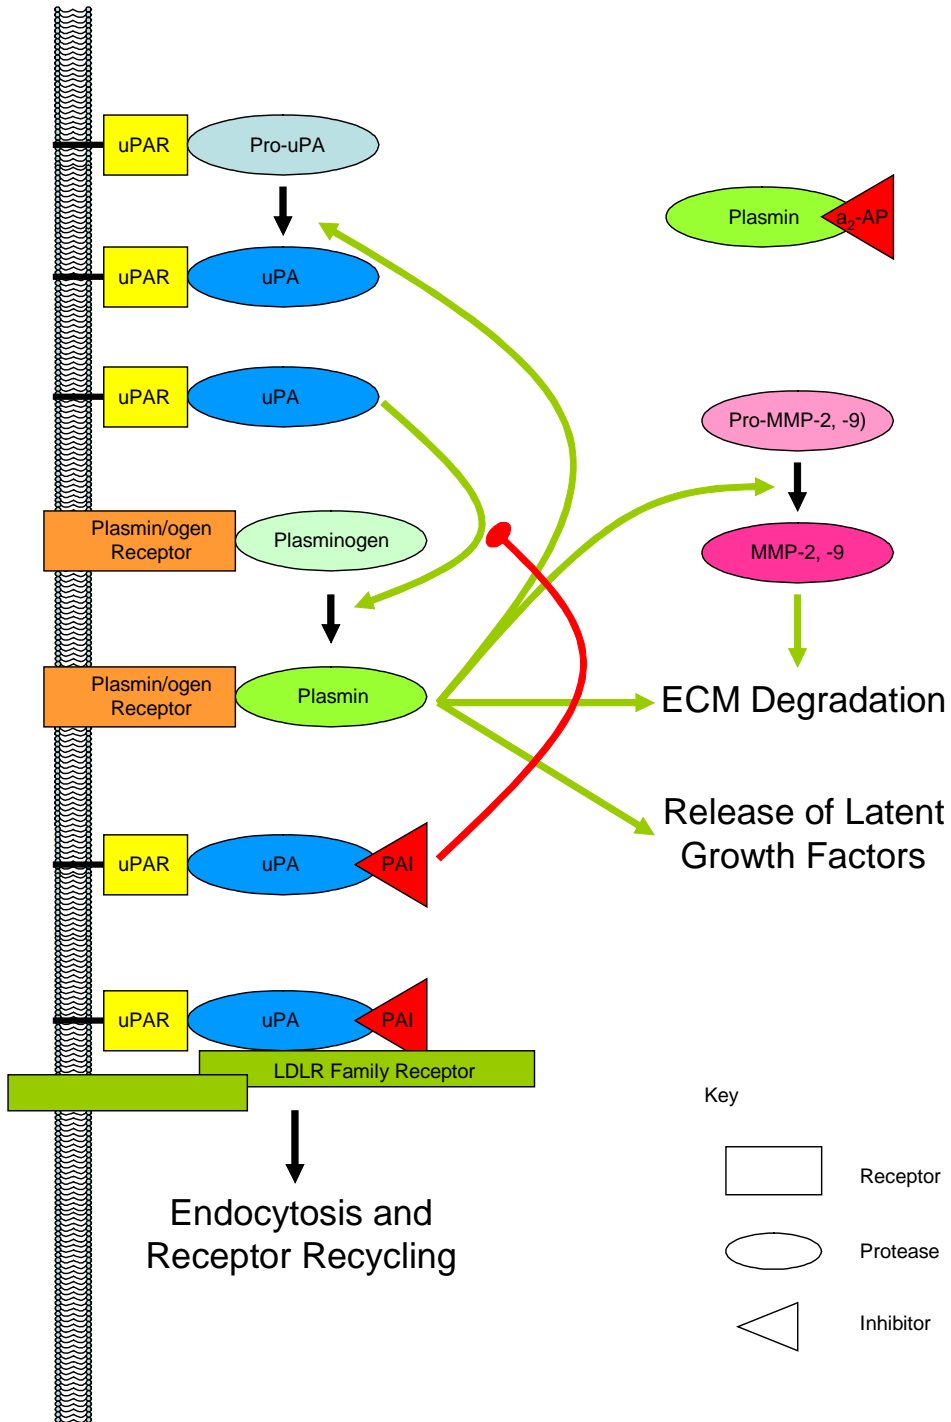 uPAR
Pro-uPA
Plasmin
a2-AP
uPAR
uPA
uPAR
uPA
Pro-MMP-2, -9)
Plasmin/ogen
Receptor
Plasminogen
MMP-2, -9
Plasmin/ogen
Receptor
Plasmin
ECM Degradation
Release of Latent
Growth Factors
uPAR
uPA
PAI
uPAR
uPA
PAI
LDLR Family Receptor
Endocytosis and
Receptor Recycling
Key
Receptor
Protease
Inhibitor